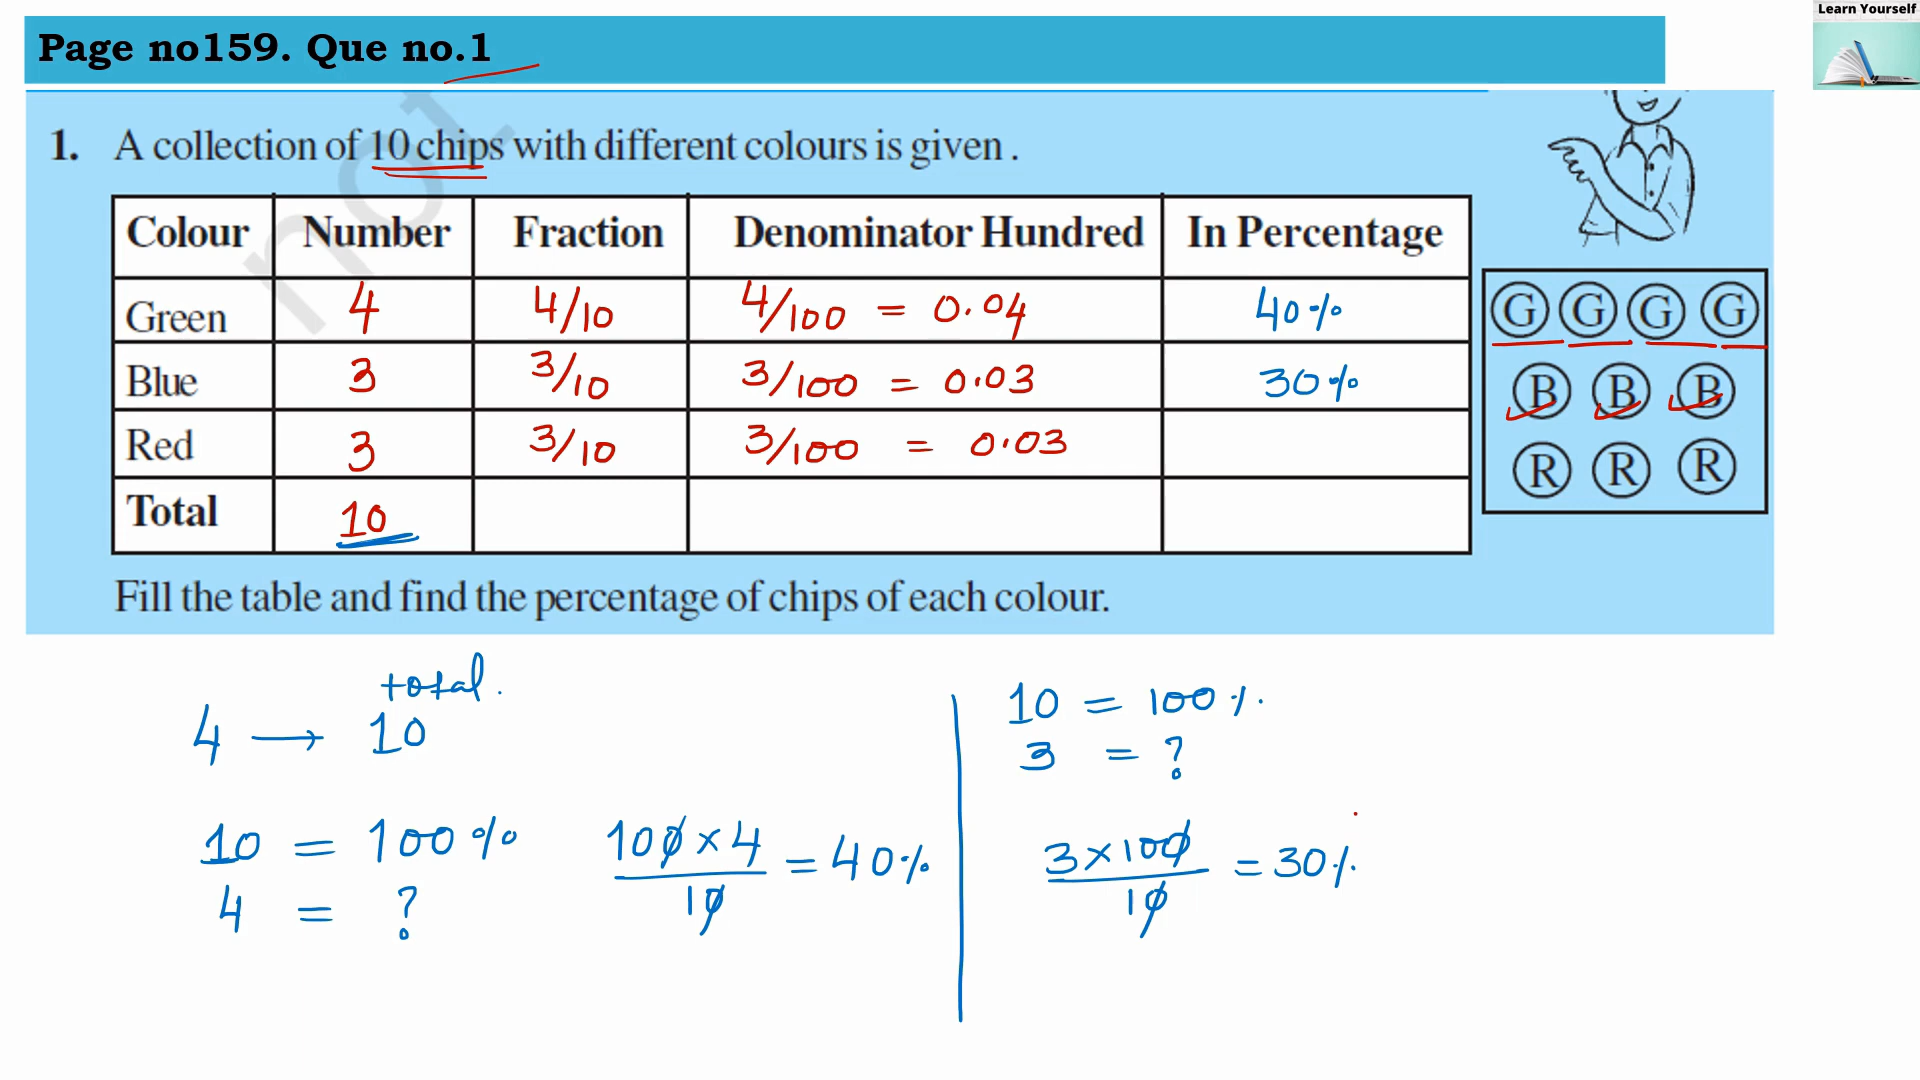 Learn Yourself
Page no159. Que no.1
not
1. A collection of 10 chips with different colours is given .
Colour Number Fraction Denominator Hundred In Percentage
Green 4 4/10 4/100 = 0.04 40%
Blue 3 3/10 3/100 = 0.03 30%
Red 3 3/10 3/100 = 0.03
Total 10
G G G G
B B B
R R R
Fill the table and find the percentage of chips of each colour.
total.
4 → 10
10 = 100%
4 = ?
100 × 4 / 10 = 40%
10 = 100%
3 = ?
3 × 100 / 10 = 30%